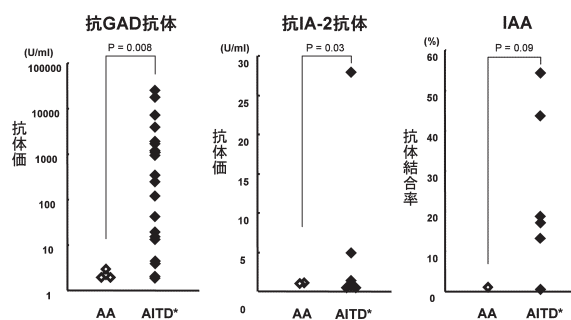 抗GAD抗体
(U/ml)
P = 0.008
100000
10000
1000
100
10
1
抗体価
AA
AITD*
抗IA-2抗体
(U/ml)
P = 0.03
30
25
20
15
10
5
0
抗体価
AA
AITD*
IAA
(%)
P = 0.09
60
50
40
30
20
10
0
抗体結合率
AA
AITD*